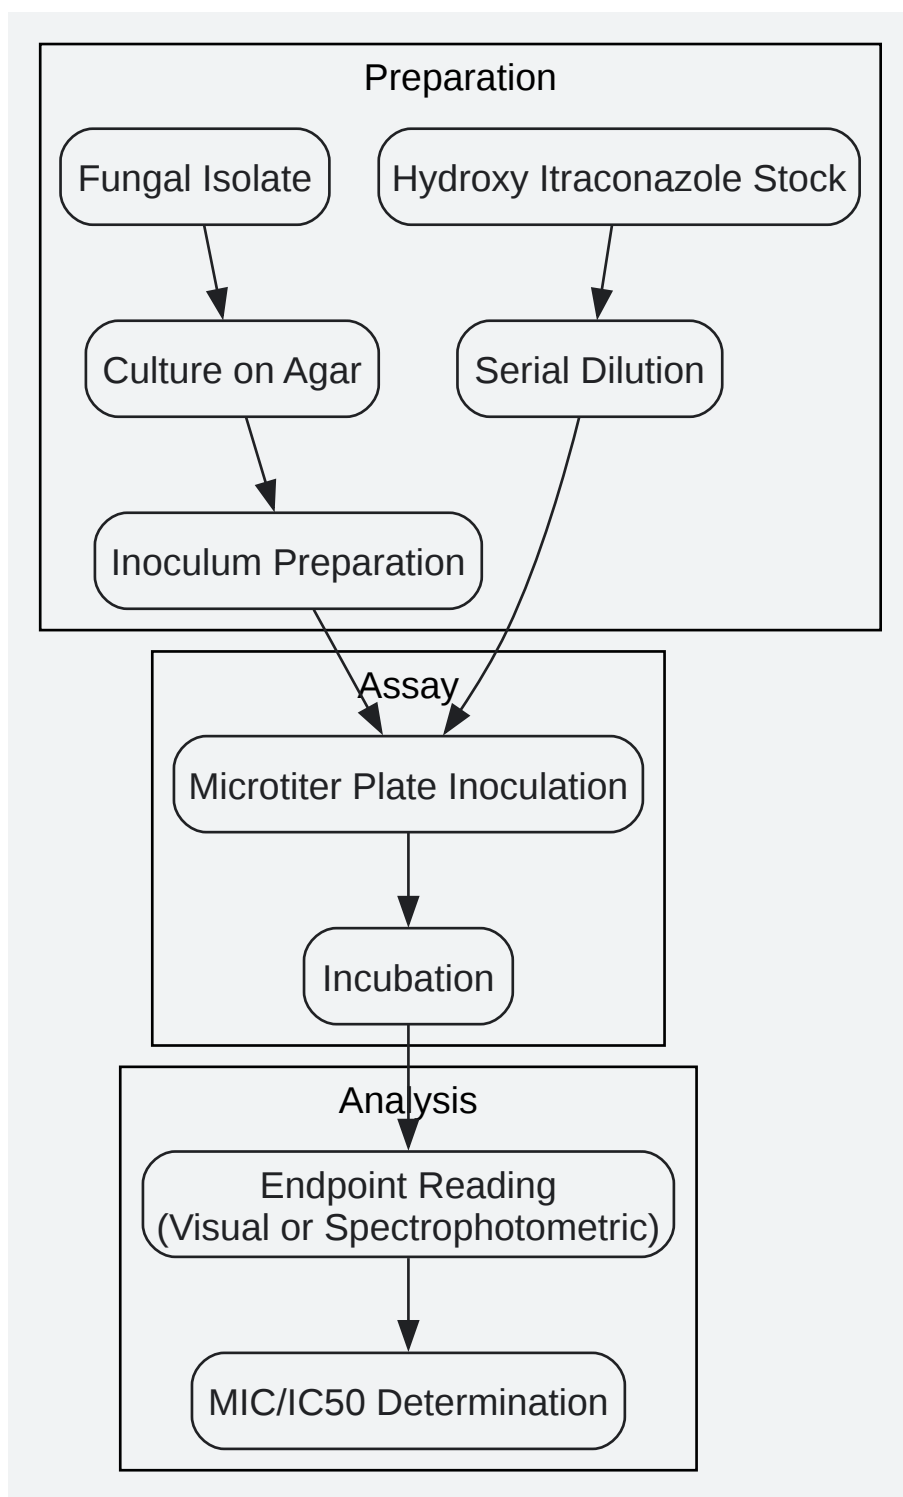 Preparation
Fungal Isolate
Hydroxy Itraconazole Stock
Culture on Agar
Serial Dilution
Inoculum Preparation
Assay
Microtiter Plate Inoculation
Incubation
Analysis
Endpoint Reading
(Visual or Spectrophotometric)
MIC/IC50 Determination